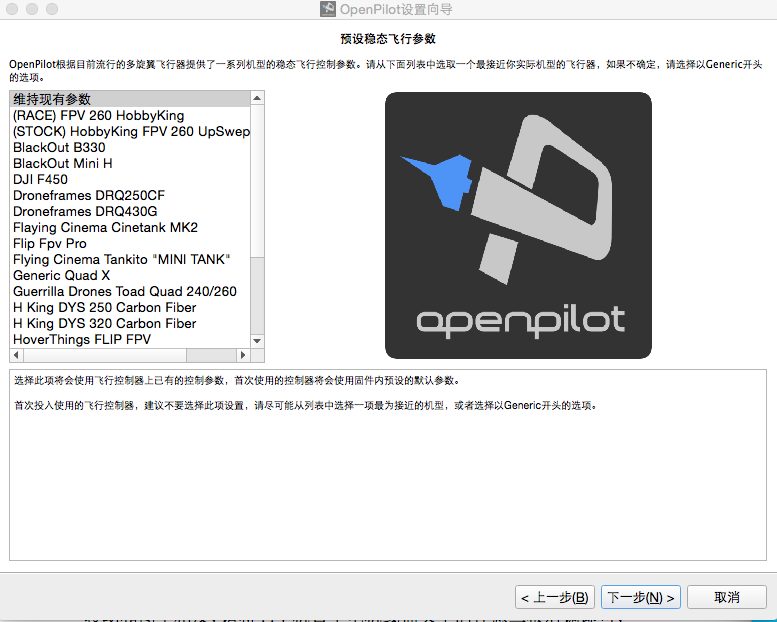 OpenPilot设置向导
预设稳态飞行参数
OpenPilot根据目前流行的多旋翼飞行器提供了一系列机型的稳态飞行控制参数。请从下面列表中选取一个最接近你实际机型的飞行器，如果不确定，请选择以Generic开头
的选项。
维持现有参数
(RACE) FPV 260 HobbyKing
(STOCK) HobbyKing FPV 260 UpSwep
BlackOut B330
BlackOut Mini H
DJI F450
Droneframes DRQ250CF
Droneframes DRQ430G
Flaying Cinema Cinetank MK2
Flip Fpv Pro
Flying Cinema Tankito "MINI TANK"
Generic Quad X
Guerrilla Drones Toad Quad 240/260
H King DYS 250 Carbon Fiber
H King DYS 320 Carbon Fiber
HoverThings FLIP FPV
openpilot
选择此项将会使用飞行控制器上已有的控制参数，首次使用的控制器将会使用固件内预设的默认参数。
首次投入使用的飞行控制器，建议不要选择此项设置，请尽可能从列表中选择一项最为接近的机型，或者选择以Generic开头的选项。
< 上一步(B)
下一步(N) >
取消